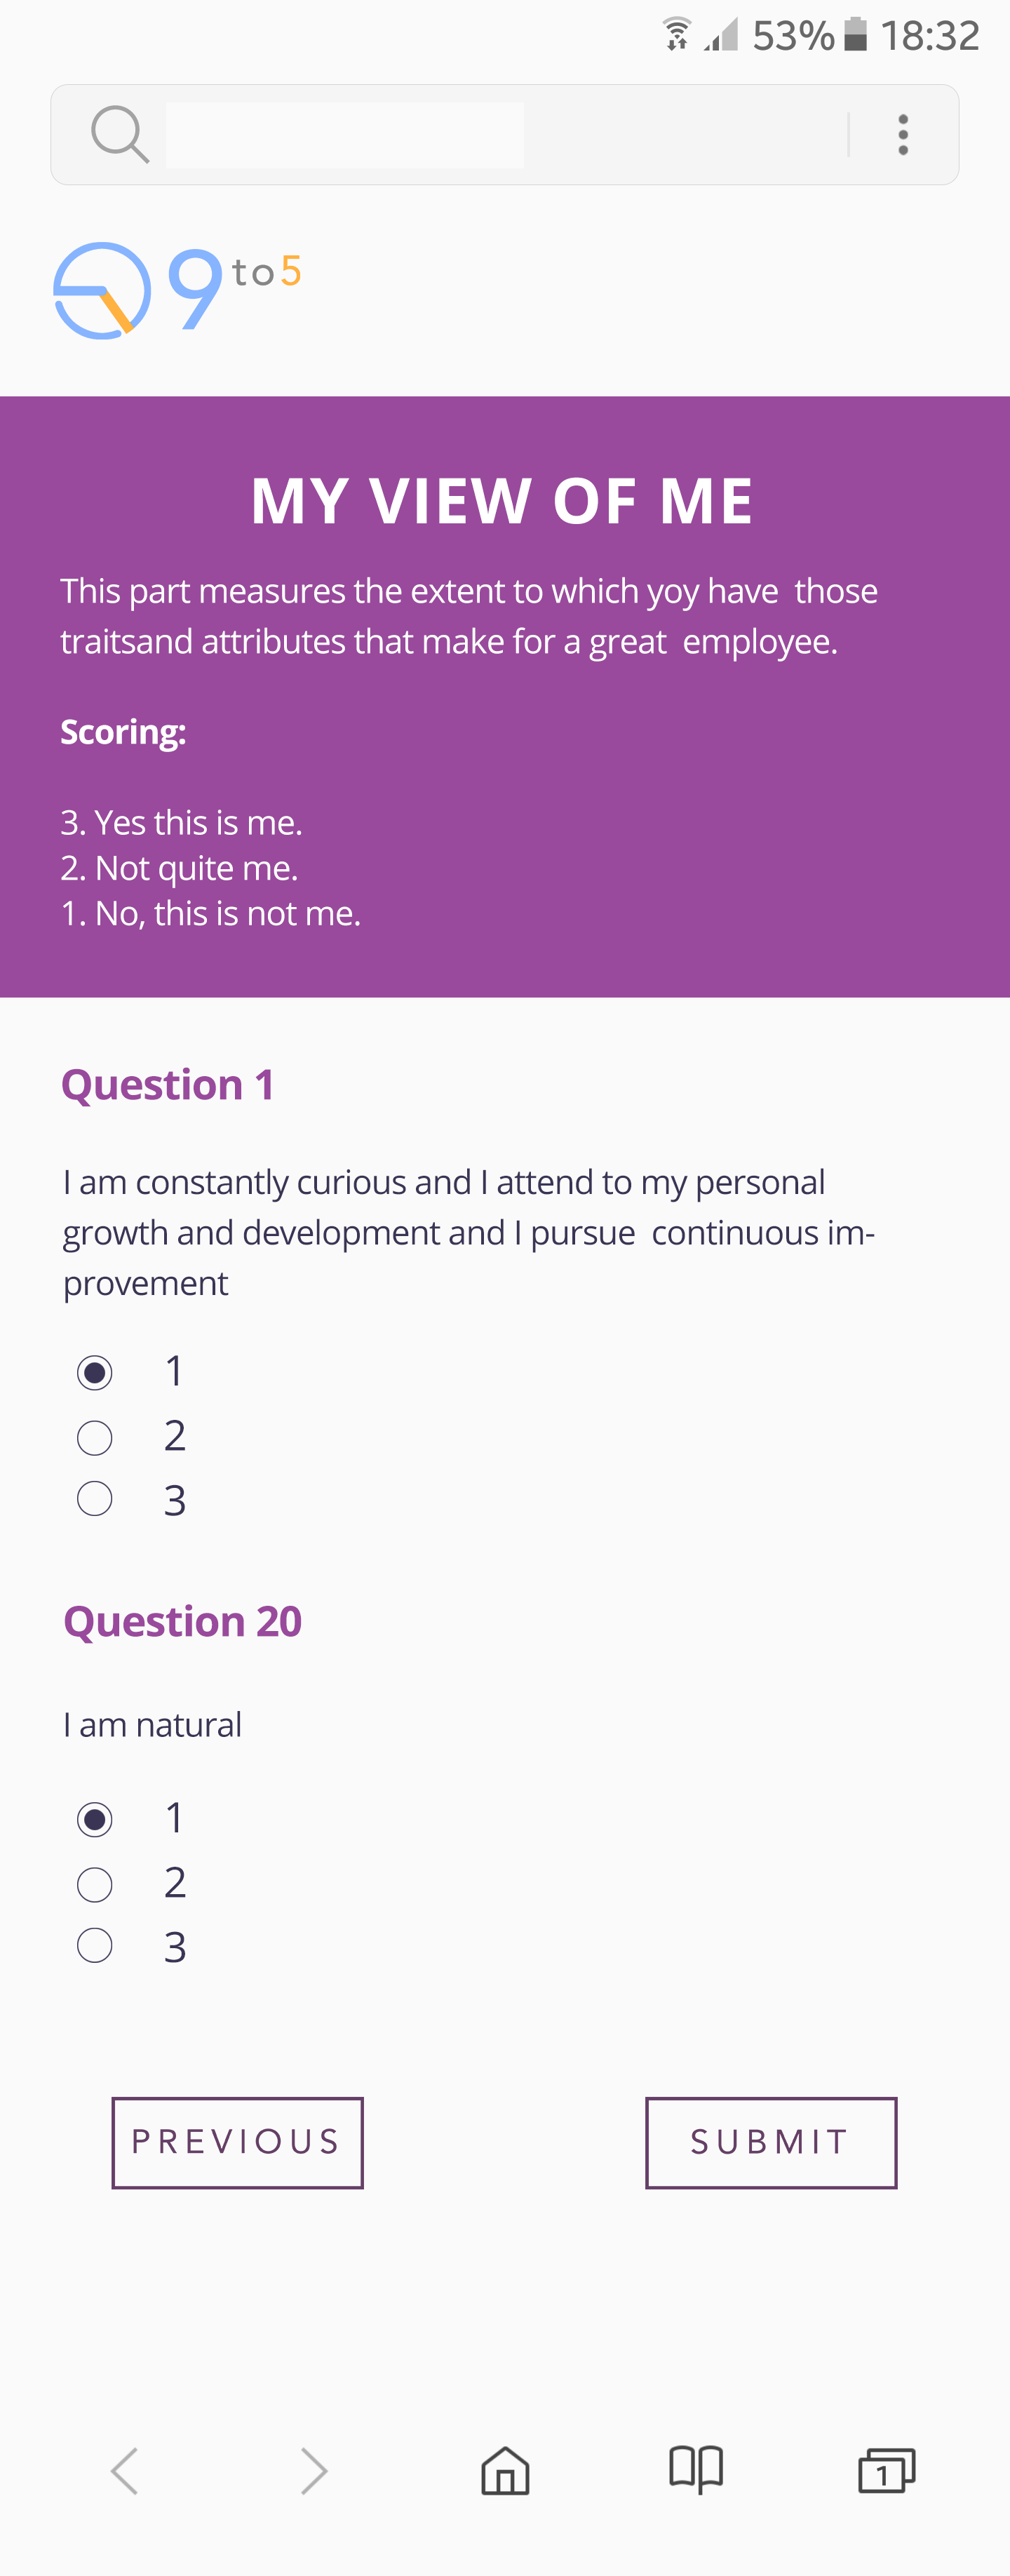 53% 18:32
9 to 5
MY VIEW OF ME
This part measures the extent to which yoy have those
traitsand attributes that make for a great employee.
Scoring:
3. Yes this is me.
2. Not quite me.
1. No, this is not me.
Question 1
I am constantly curious and I attend to my personal
growth and development and I pursue continuous im-
provement
1
2
3
Question 20
I am natural
1
2
3
PREVIOUS SUBMIT
1